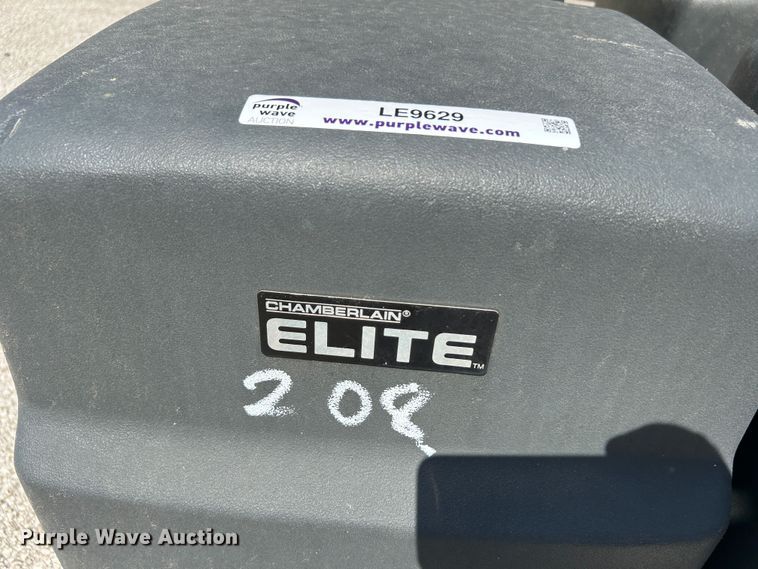 purple
wave
AUCTION
LE9629
www.purplewave.com
CHAMBERLAIN®
ELITE™
208
Purple Wave Auction